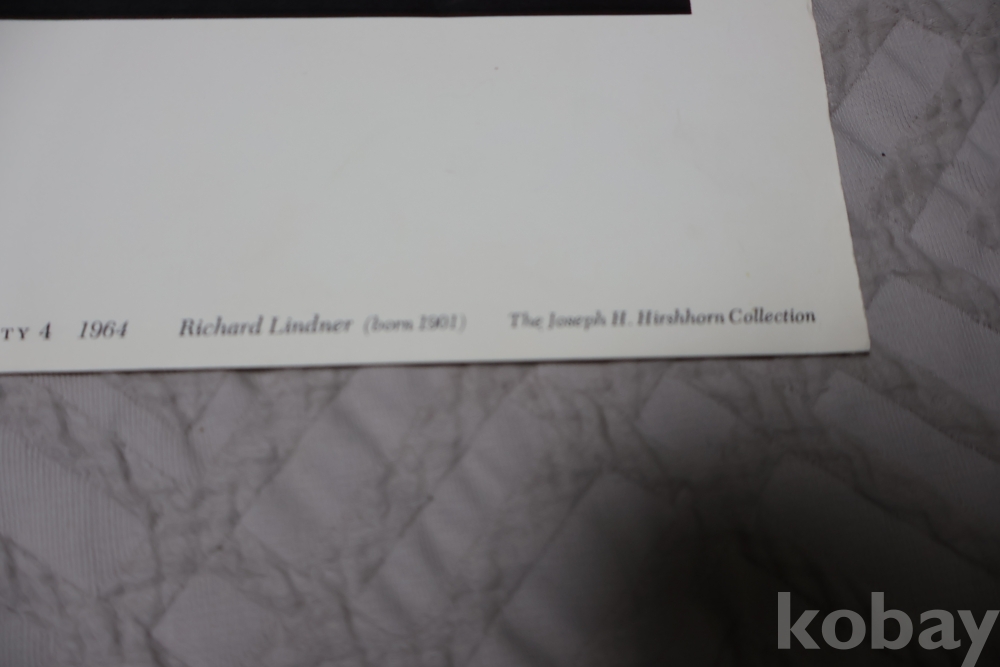 TY 4 1964 Richard Lindner (born 1901) The Joseph H. Hirshhorn Collection
kobay